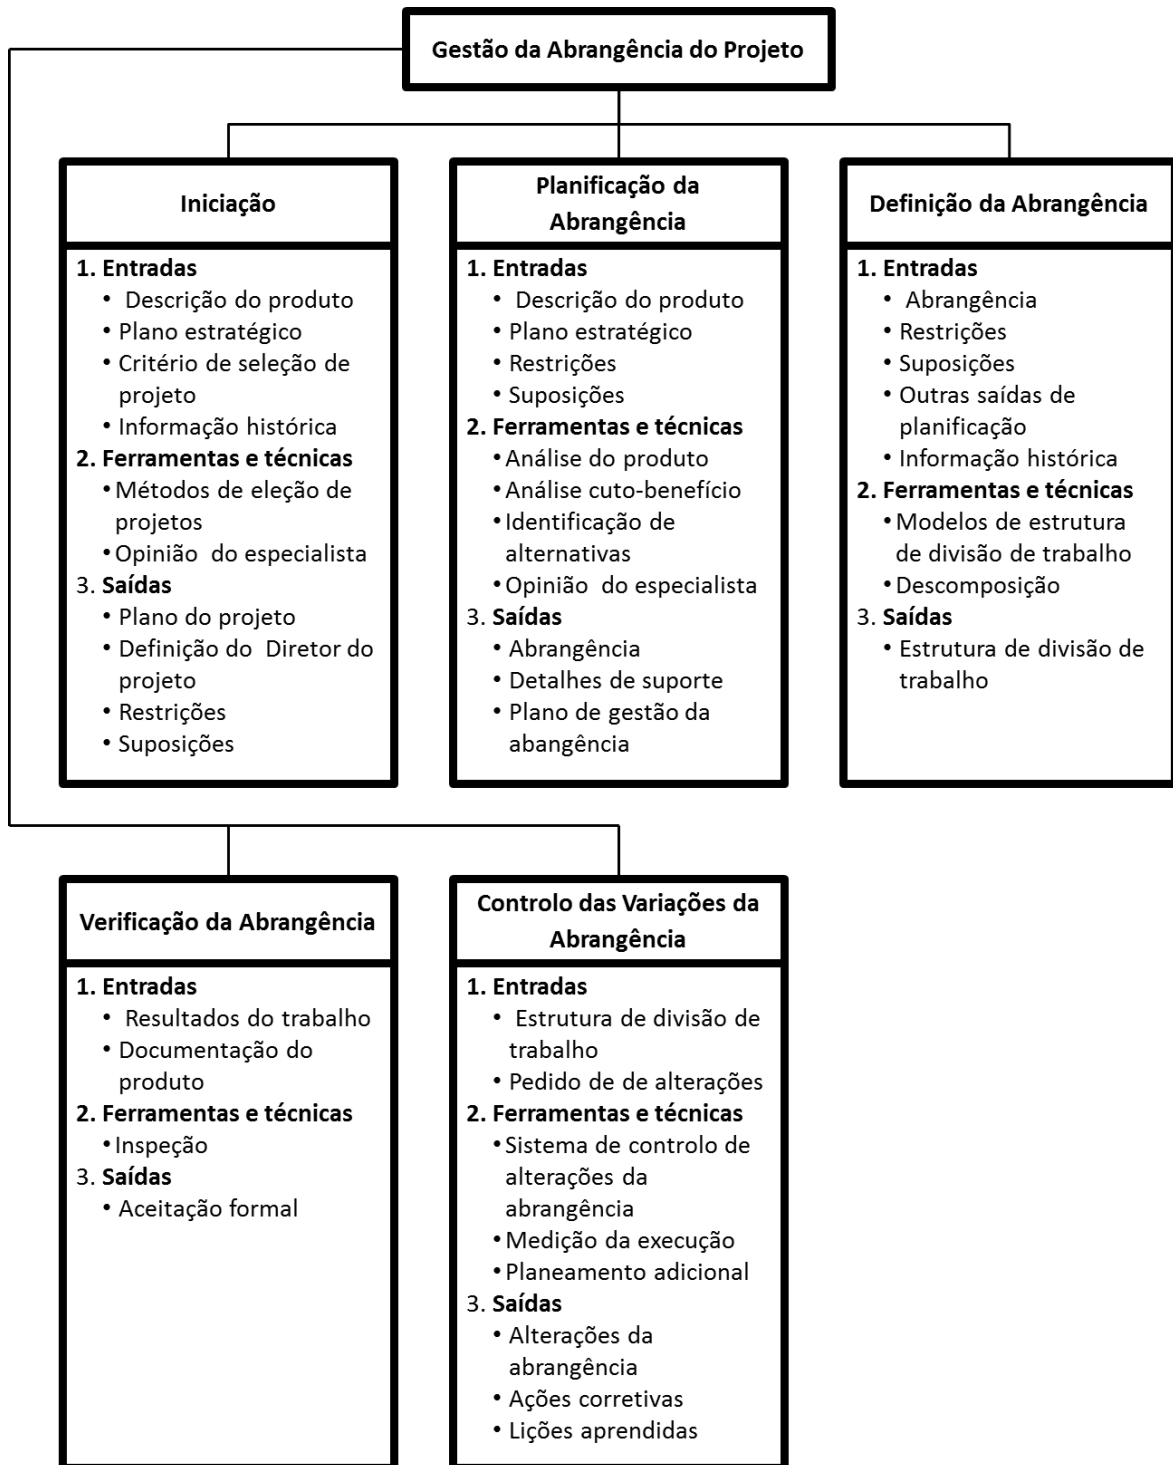 Gestão da Abrangência do Projeto
Iniciação
1. Entradas
• Descrição do produto
• Plano estratégico
• Critério de seleção de
projeto
• Informação histórica
2. Ferramentas e técnicas
• Métodos de eleção de
projetos
• Opinião do especialista
3. Saídas
• Plano do projeto
• Definição do Diretor do
projeto
• Restrições
• Suposições
Planificação da
Abrangência
1. Entradas
• Descrição do produto
• Plano estratégico
• Restrições
• Suposições
2. Ferramentas e técnicas
• Análise do produto
• Análise cuto-benefício
• Identificação de
alternativas
• Opinião do especialista
3. Saídas
• Abrangência
• Detalhes de suporte
• Plano de gestão da
abangência
Definição da Abrangência
1. Entradas
• Abrangência
• Restrições
• Suposições
• Outras saídas de
planificação
• Informação histórica
2. Ferramentas e técnicas
• Modelos de estrutura
de divisão de trabalho
• Descomposição
3. Saídas
• Estrutura de divisão de
trabalho
Verificação da Abrangência
1. Entradas
• Resultados do trabalho
• Documentação do
produto
2. Ferramentas e técnicas
• Inspeção
3. Saídas
• Aceitação formal
Controlo das Variações da
Abrangência
1. Entradas
• Estrutura de divisão de
trabalho
• Pedido de de alterações
2. Ferramentas e técnicas
• Sistema de controlo de
alterações da
abrangência
• Medição da execução
• Planeamento adicional
3. Saídas
• Alterações da
abrangência
• Ações corretivas
• Lições aprendidas